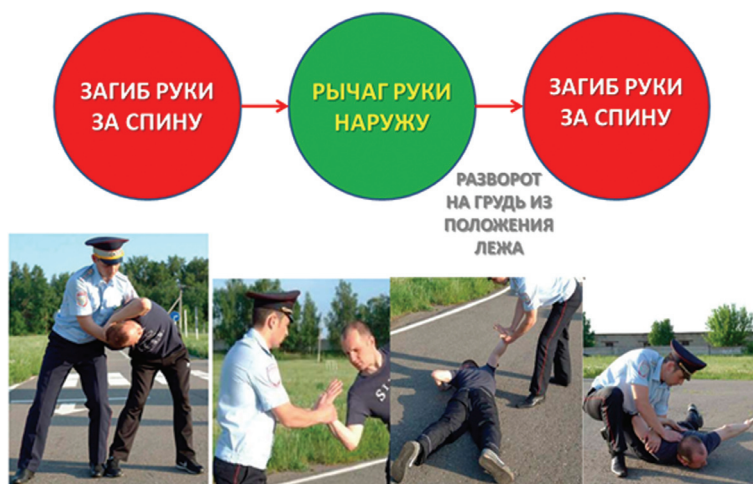 ЗАГИБ РУКИ
ЗА СПИНУ
РЫЧАГ РУКИ
НАРУЖУ
ЗАГИБ РУКИ
ЗА СПИНУ
РАЗВОРОТ
НА ГРУДЬ ИЗ
ПОЛОЖЕНИЯ
ЛЕЖА